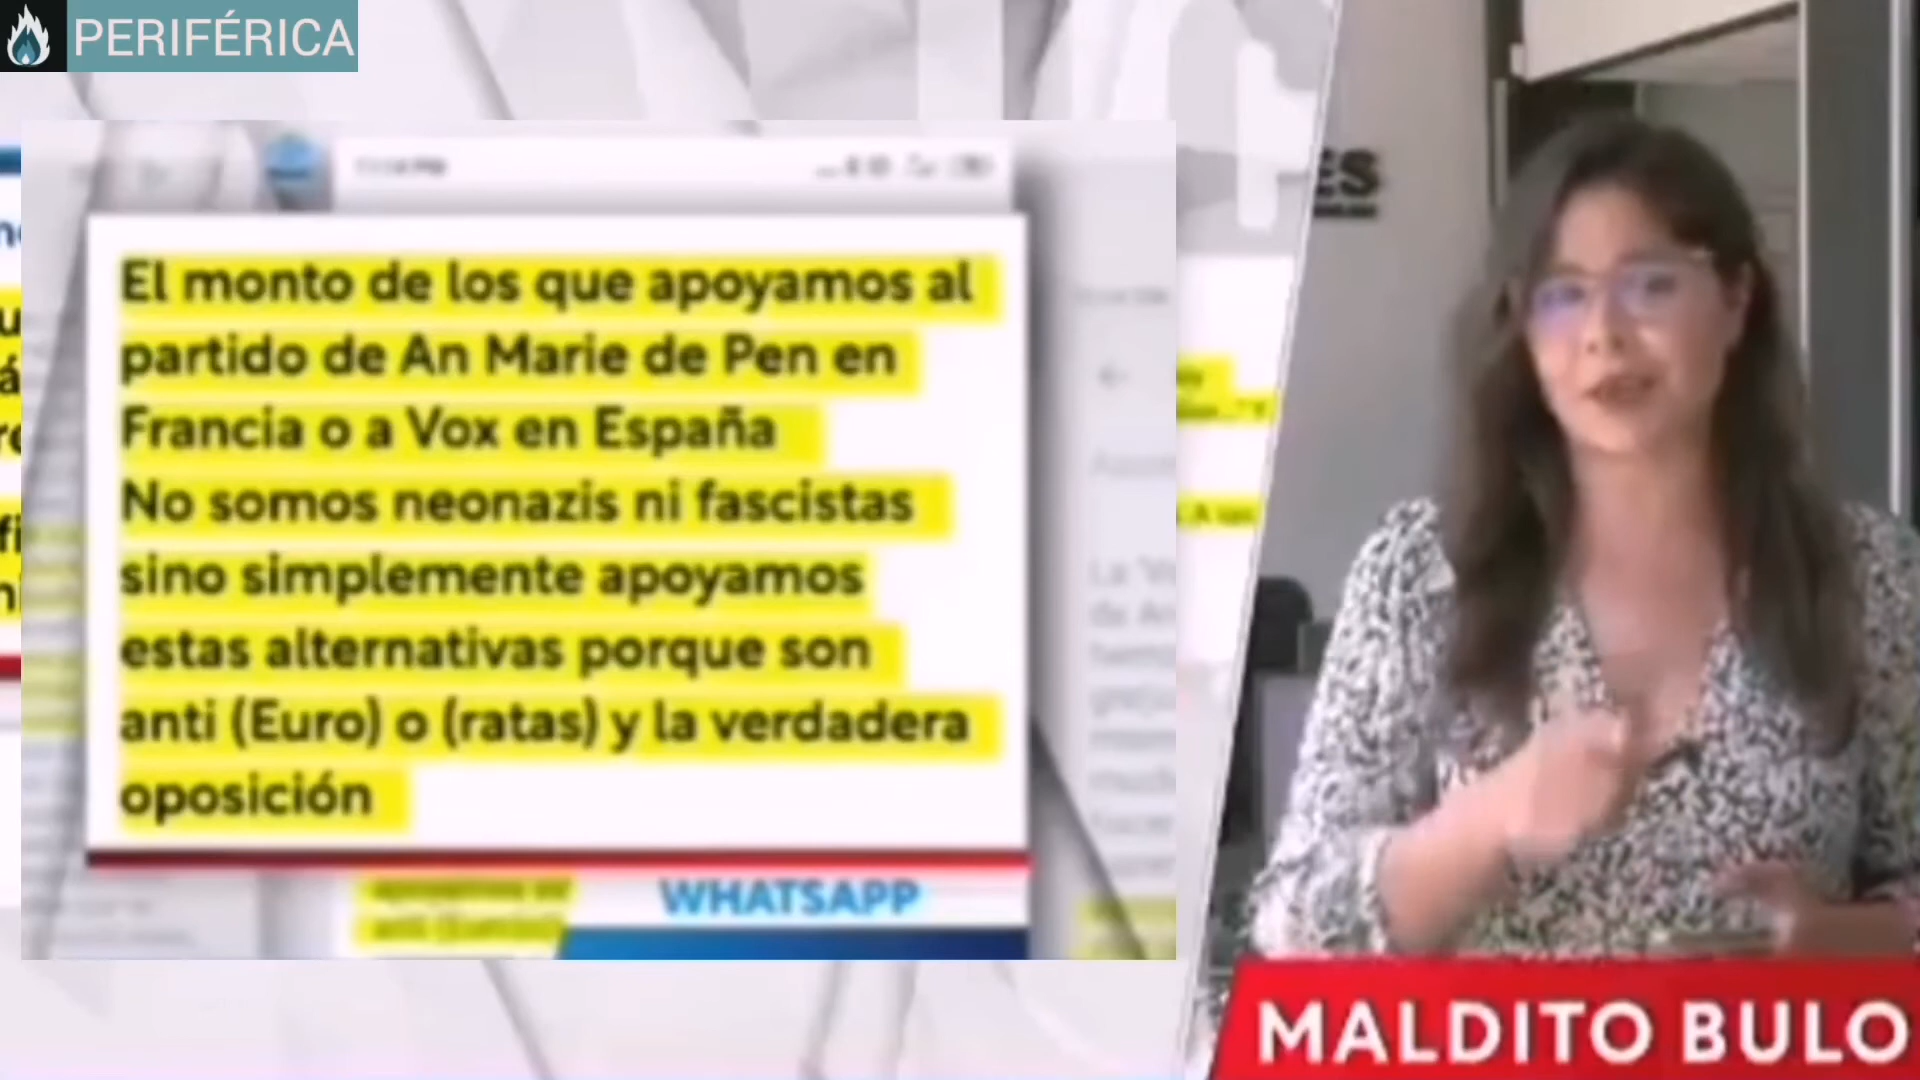 PERIFÉRICA
El monto de los que apoyamos al
partido de An Marie de Pen en
Francia o a Vox en España
No somos neonazis ni fascistas
sino simplemente apoyamos
estas alternativas porque son
anti (Euro) o (ratas) y la verdadera
oposición
WHATSAPP
ES
MALDITO BULO